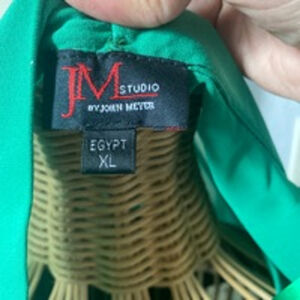 JM STUDIO
BY JOHN MEYER
EGYPT
XL